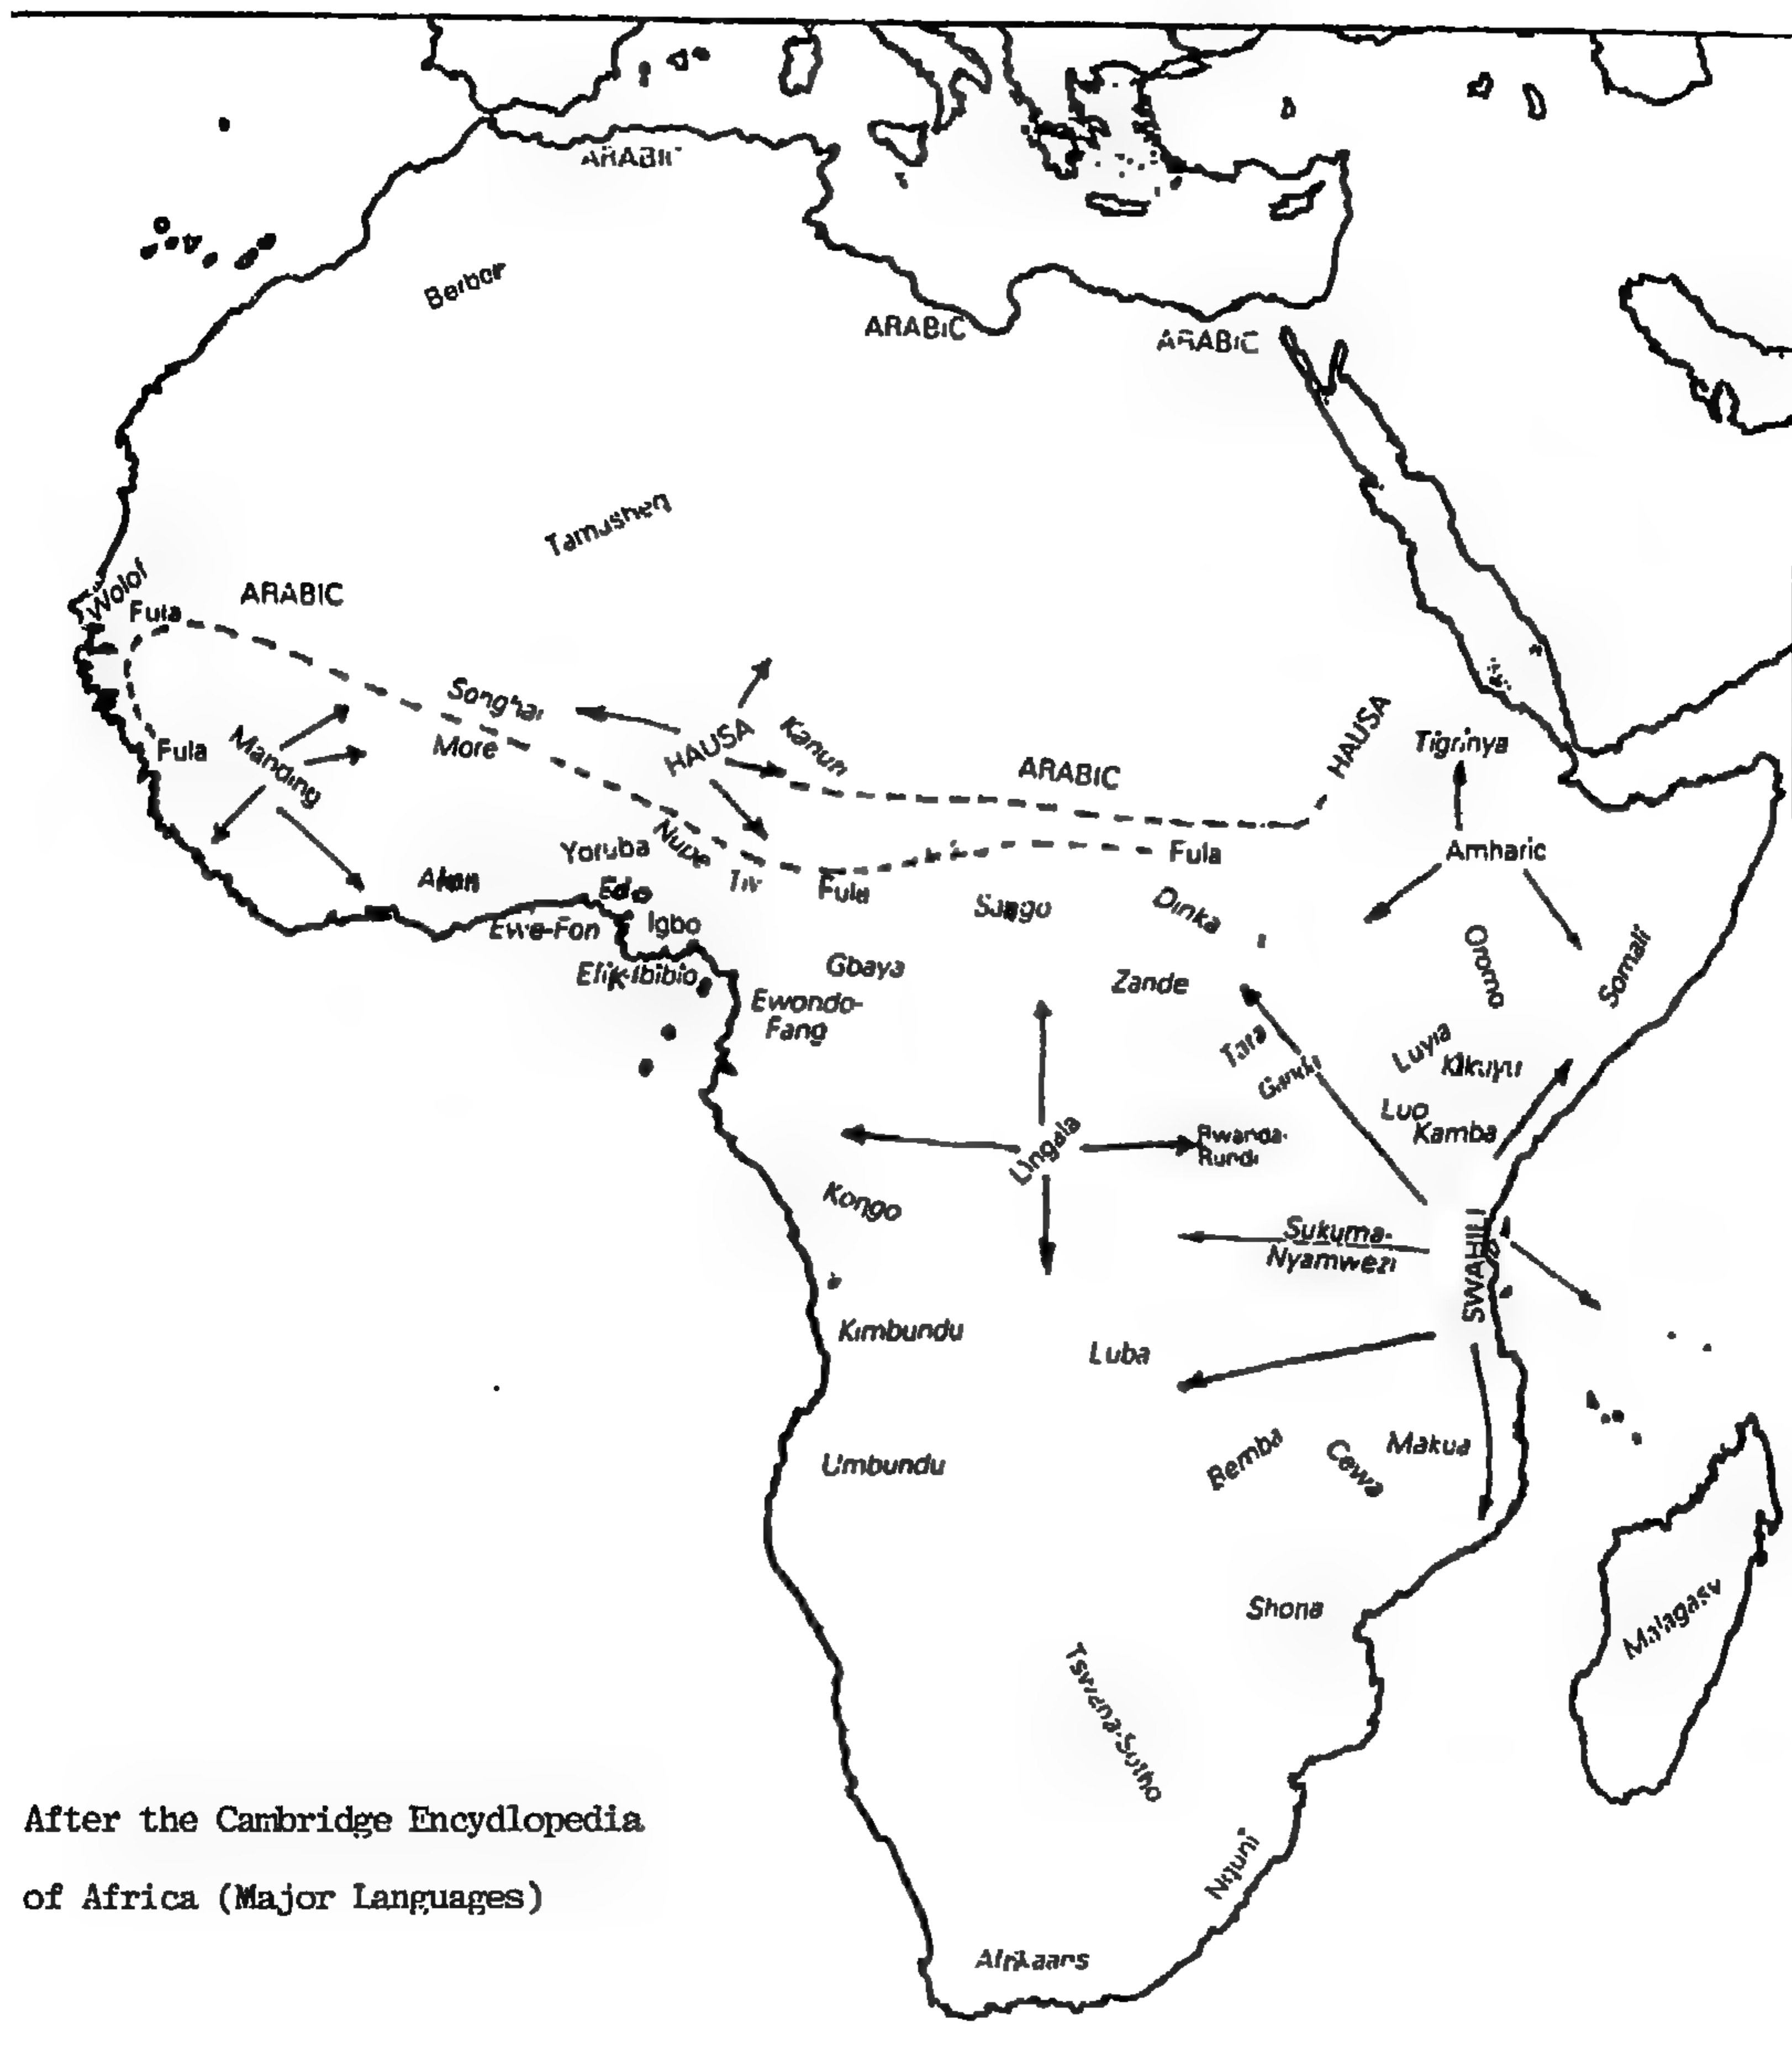 ARABIC
Berber
ARABIC
ARABIC
Tamasheq
Wolof
Fula
ARABIC
Songhai
HAUSA
Kanuri
HAUSA
Tigrinya
Fula
Manding
More
ARABIC
Yoruba
Nupe
Fula
Amharic
Akan
Edo
Tiv
Fula
Sango
Dinka
Ewe-Fon
Igbo
Oromo
Somali
Efik-Ibibio
Gbaya
Zande
Ewondo-
Fang
Luyia
Kikuyu
Luo
Kamba
Lingala
Rwanda-
Rundi
Kongo
Sukuma-
Nyamwezi
SWAHILI
Kimbundu
Luba
Umbundu
Bemba
Cewa
Makua
Shona
Malagasy
Tswana-Sotho
Nguni
Afrikaans
After the Cambridge Encydlopedia
of Africa (Major Languages)